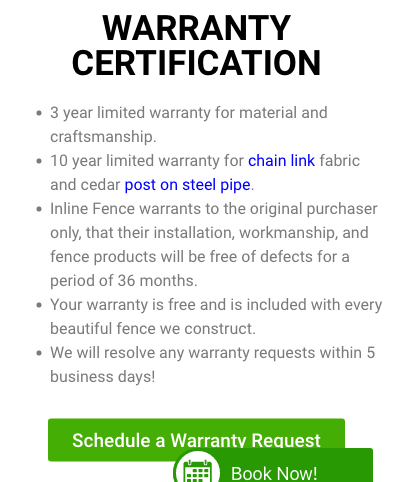 WARRANTY
CERTIFICATION
• 3 year limited warranty for material and
craftsmanship.
• 10 year limited warranty for chain link fabric
and cedar post on steel pipe.
• Inline Fence warrants to the original purchaser
only, that their installation, workmanship, and
fence products will be free of defects for a
period of 36 months.
• Your warranty is free and is included with every
beautiful fence we construct.
• We will resolve any warranty requests within 5
business days!
Schedule a Warranty Request
Book Now!